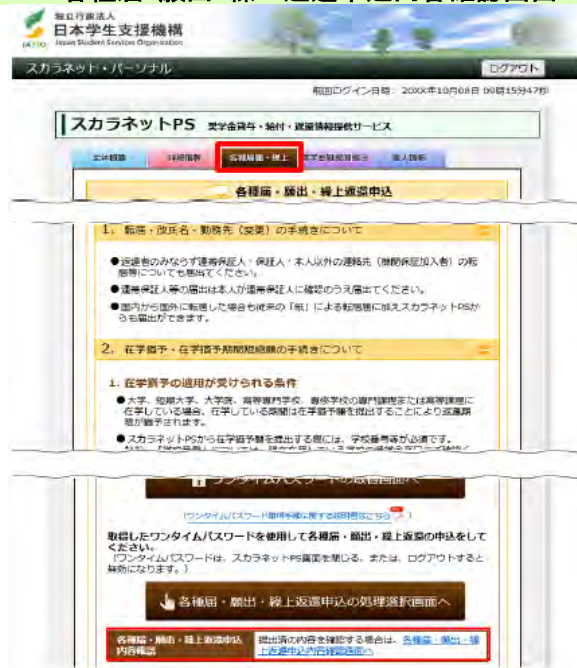 独立行政法人
日本学生支援機構
Japan Student Services Organization
JASSO
スカラネット・パーソナル
ログアウト
前回ログイン日時: 20XX年10月08日 09時15分47秒
スカラネットPS 奨学金貸与・給付・返還情報提供サービス
全体概要 詳細情報 各種届願・繰上 個人情報
各種届・願出・繰上返還申込
1. 転居・改氏名・勤務先（変更）の手続きについて
●返還者のみならず連帯保証人・保証人・本人以外の連絡先（機関保証加入者）の転
居等についても届出てください。
●連帯保証人等の届出は本人が連帯保証人に確認のうえ届出てください。
●国内から国外に転居した場合も従来の「紙」による転居届に加えスカラネットPSか
らも届出ができます。
2. 在学猶予・在学猶予期間短縮願の手続きについて
1. 在学猶予の適用が受けられる条件
●大学、短期大学、大学院、高等専門学校、専修学校の専門課程または高等課程に
在学している場合、在学している期間は在学猶予願を提出することにより返還期
限が猶予されます。
●スカラネットPSから在学猶予願を提出する際には、学校番号等が必須です。
ワンタイムパスワードの取得画面へ
取得したワンタイムパスワードを使用して各種届・願出・繰上返還の申込をして
ください。
（ワンタイムパスワードは、スカラネットPS画面を閉じる、または、ログアウトすると
無効になります。）
各種届・願出・繰上返還申込の処理選択画面へ
各種届・願出・繰上返還申込 提出済の内容を確認する場合は、各種届・願出・繰
内容確認 上返還申込内容確認画面へ